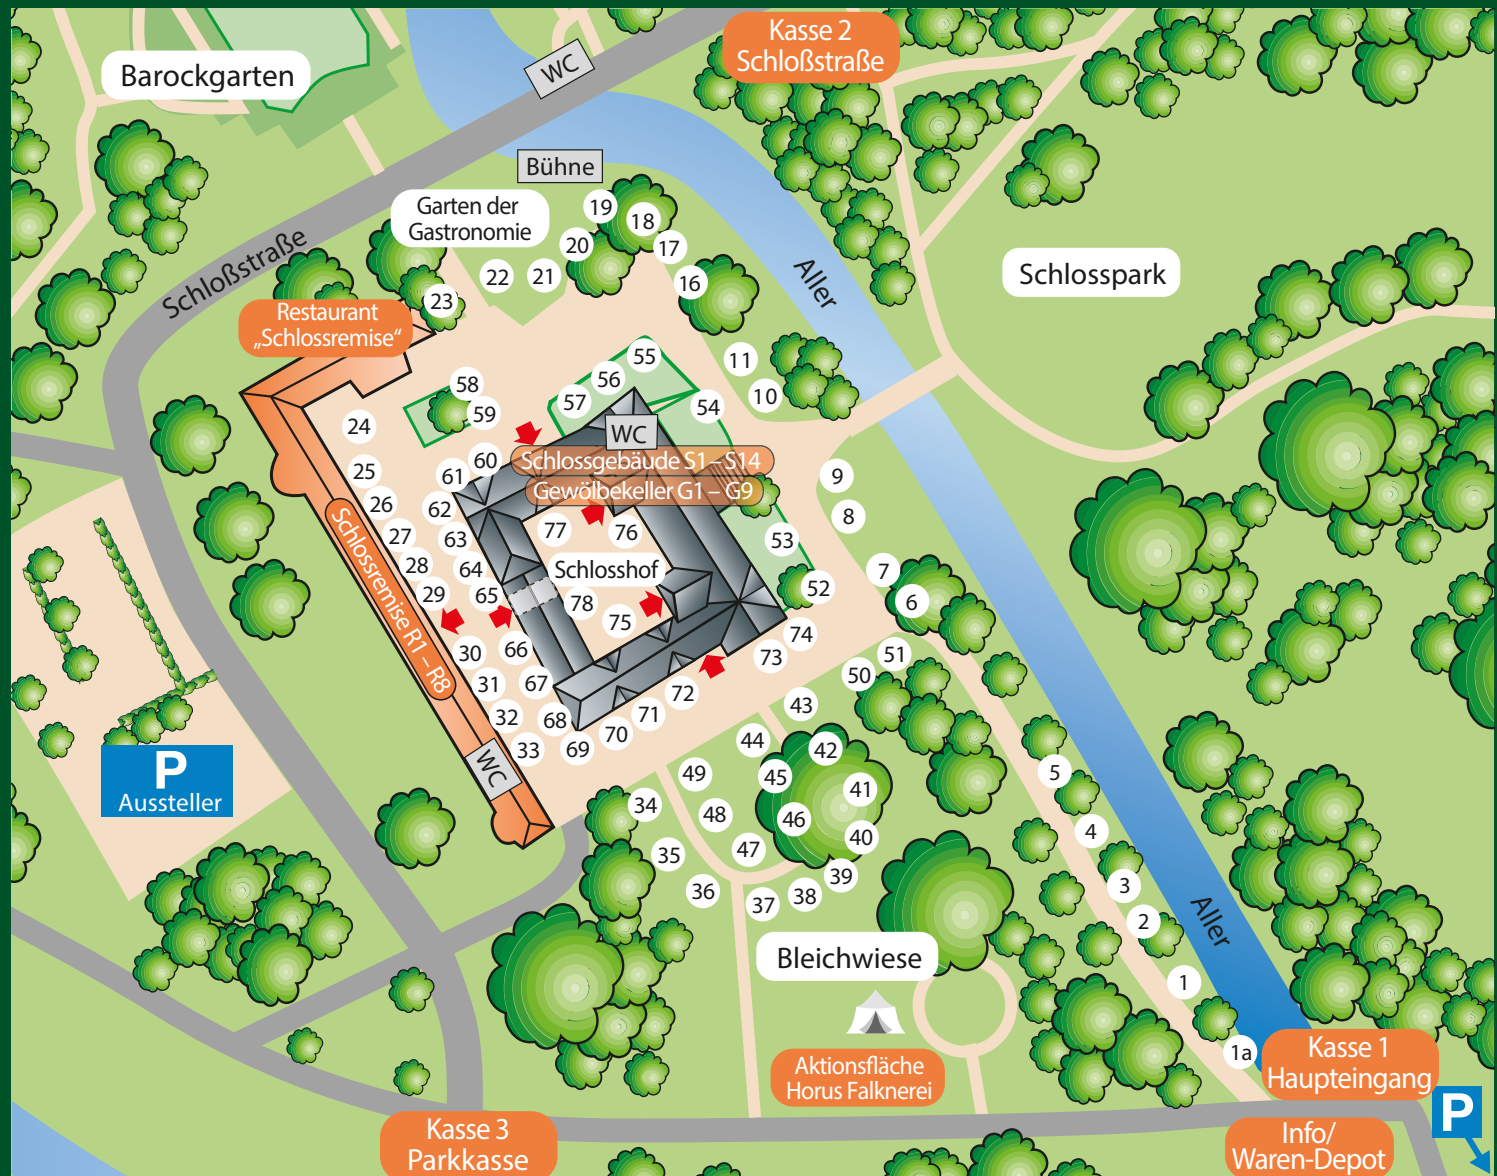 Kasse 2
Schloßstraße
WC
Barockgarten
Bühne
Garten der
Gastronomie
19
18
20
17
22
21
16
23
Schloßstraße
Aller
Schlosspark
Restaurant
„Schlossremise“
55
11
56
58
57
10
59
54
24
WC
Schlossgebäude S1 – S14
Gewölbekeller G1 – G9
60
61
25
9
26
62
8
27
63
77
76
53
28
64
Schlosshof
7
29
65
78
52
6
75
Schlossremise R1 – R8
30
66
74
73
51
31
67
72
50
32
68
71
43
33
69
70
44
42
WC
49
45
5
P
Aussteller
34
48
46
41
4
35
47
40
36
39
3
37
38
2
Aller
Bleichwiese
1
1a
Kasse 1
Haupteingang
Aktionsfläche
Horus Falknerei
P
Kasse 3
Parkkasse
Info/
Waren-Depot